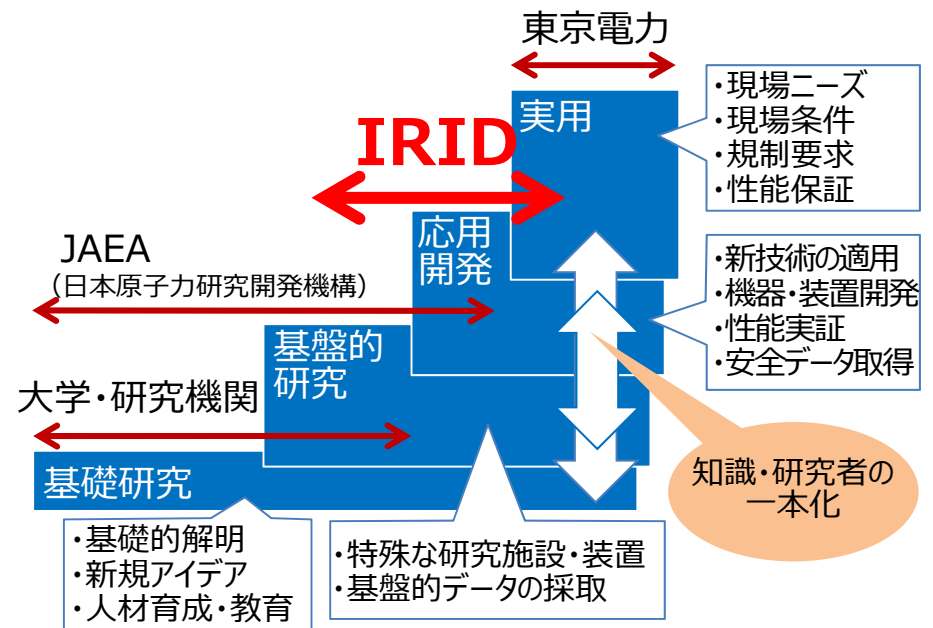 東京電力
実用
・現場ニーズ
・現場条件
・規制要求
・性能保証
IRID
応用
開発
・新技術の適用
・機器・装置開発
・性能実証
・安全データ取得
JAEA
（日本原子力研究開発機構）
基盤的
研究
大学・研究機関
基礎研究
知識・研究者の
一本化
・基礎的解明
・新規アイデア
・人材育成・教育
・特殊な研究施設・装置
・基盤的データの採取